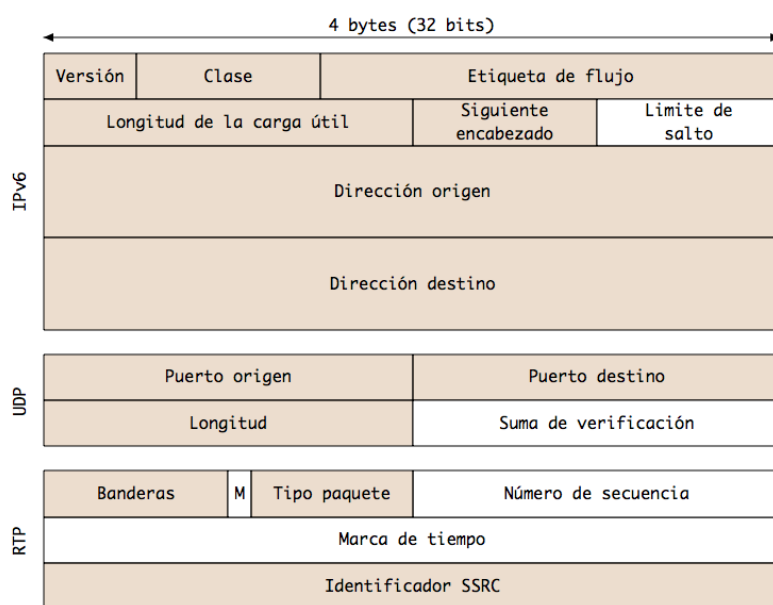 4 bytes (32 bits)
Versión
Clase
Etiqueta de flujo
Longitud de la carga útil
Siguiente
encabezado
Limite de
salto
IPv6
Dirección origen
Dirección destino
UDP
Puerto origen
Puerto destino
Longitud
Suma de verificación
RTP
Banderas
M
Tipo paquete
Número de secuencia
Marca de tiempo
Identificador SSRC